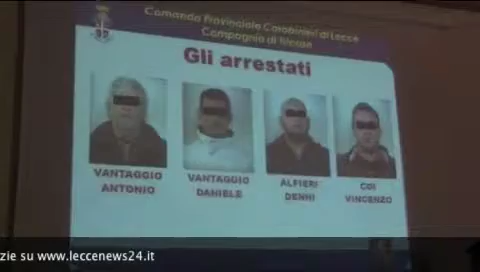 Comando Provinciale Carabinieri di Lecce
Compagnia di
Gli arrestati
VANTAGGIO
ANTONIO
VANTAGGIO
DANIELE
ALFIERI
DENNI
COI
VINCENZO
zie su www.leccenews24.it